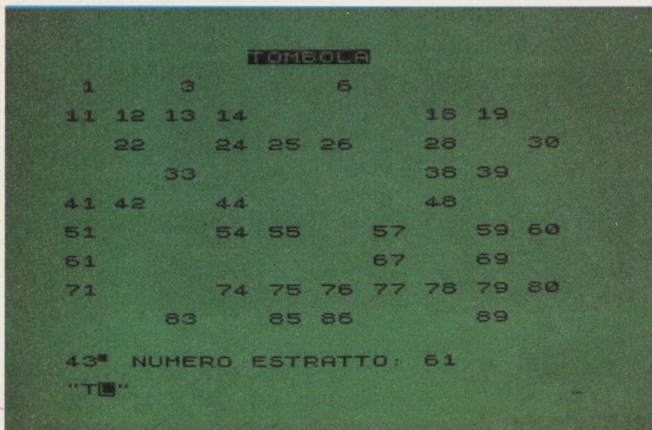 TOMBOLA
1 3 6
11 12 13 14 18 19
22 24 25 26 28 30
33 38 39
41 42 44 48
51 54 55 57 59 60
61 67 69
71 74 75 76 77 78 79 80
83 85 86 89
43" NUMERO ESTRATTO: 61
"TL"